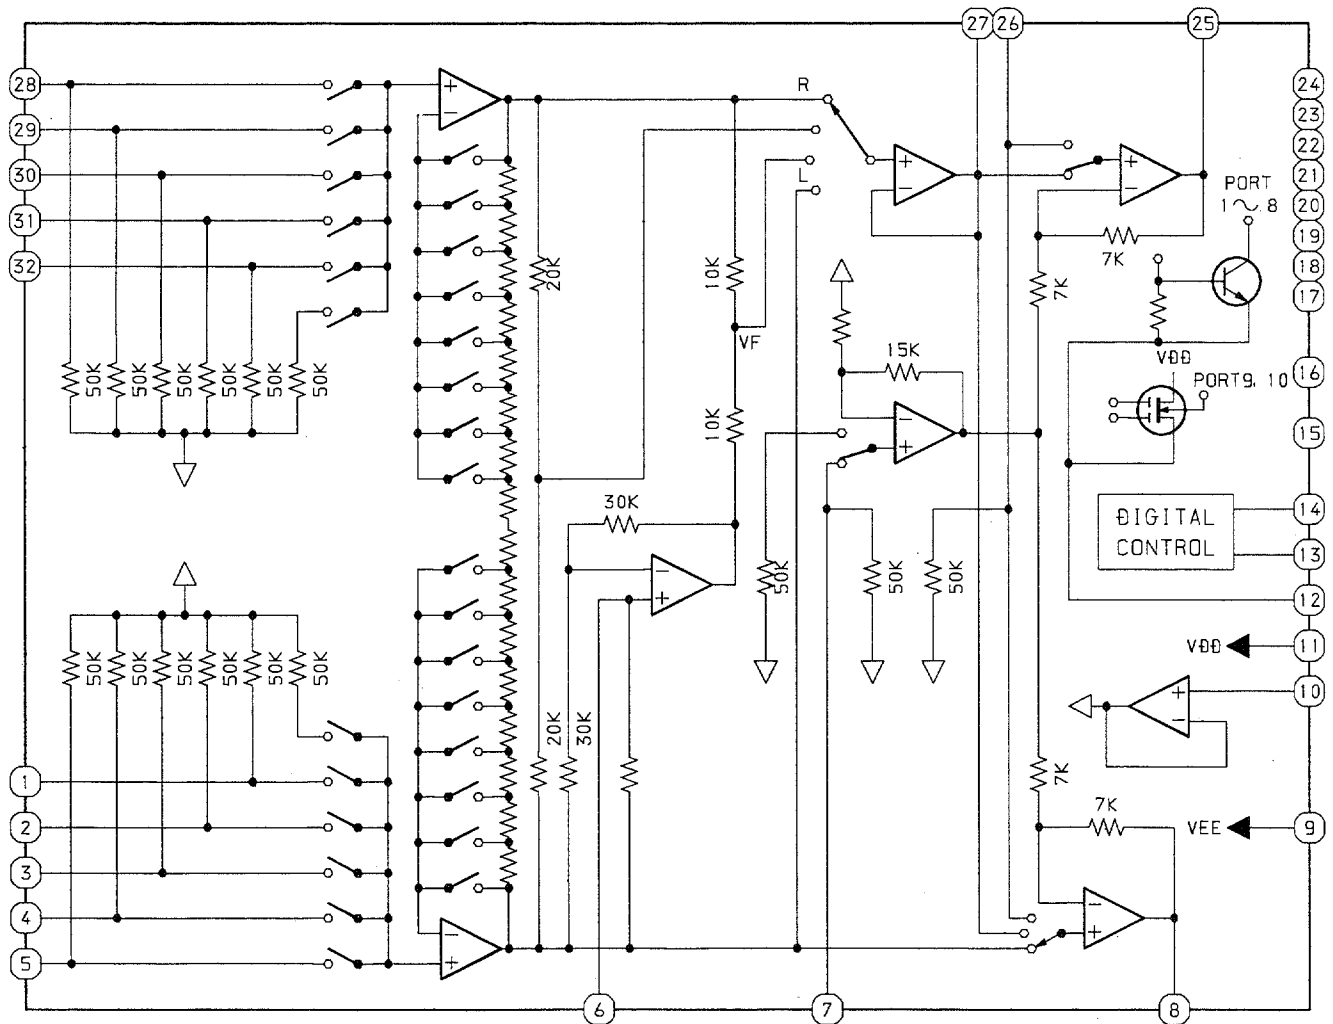 27 26 25
28
29
30
31
32
R
L
24
23
22
21
20
19
18
17
16
15
14
13
12
11
10
9
PORT
1~8
7K
7K
20K
10K
VF
10K
15K
VDD
PORT9, 10
50K 50K 50K 50K 50K 50K
30K
DIGITAL
CONTROL
50K 50K 50K
VDD
50K 50K 50K 50K 50K 50K
20K 30K
7K
7K
VEE
1
2
3
4
5
6 7 8